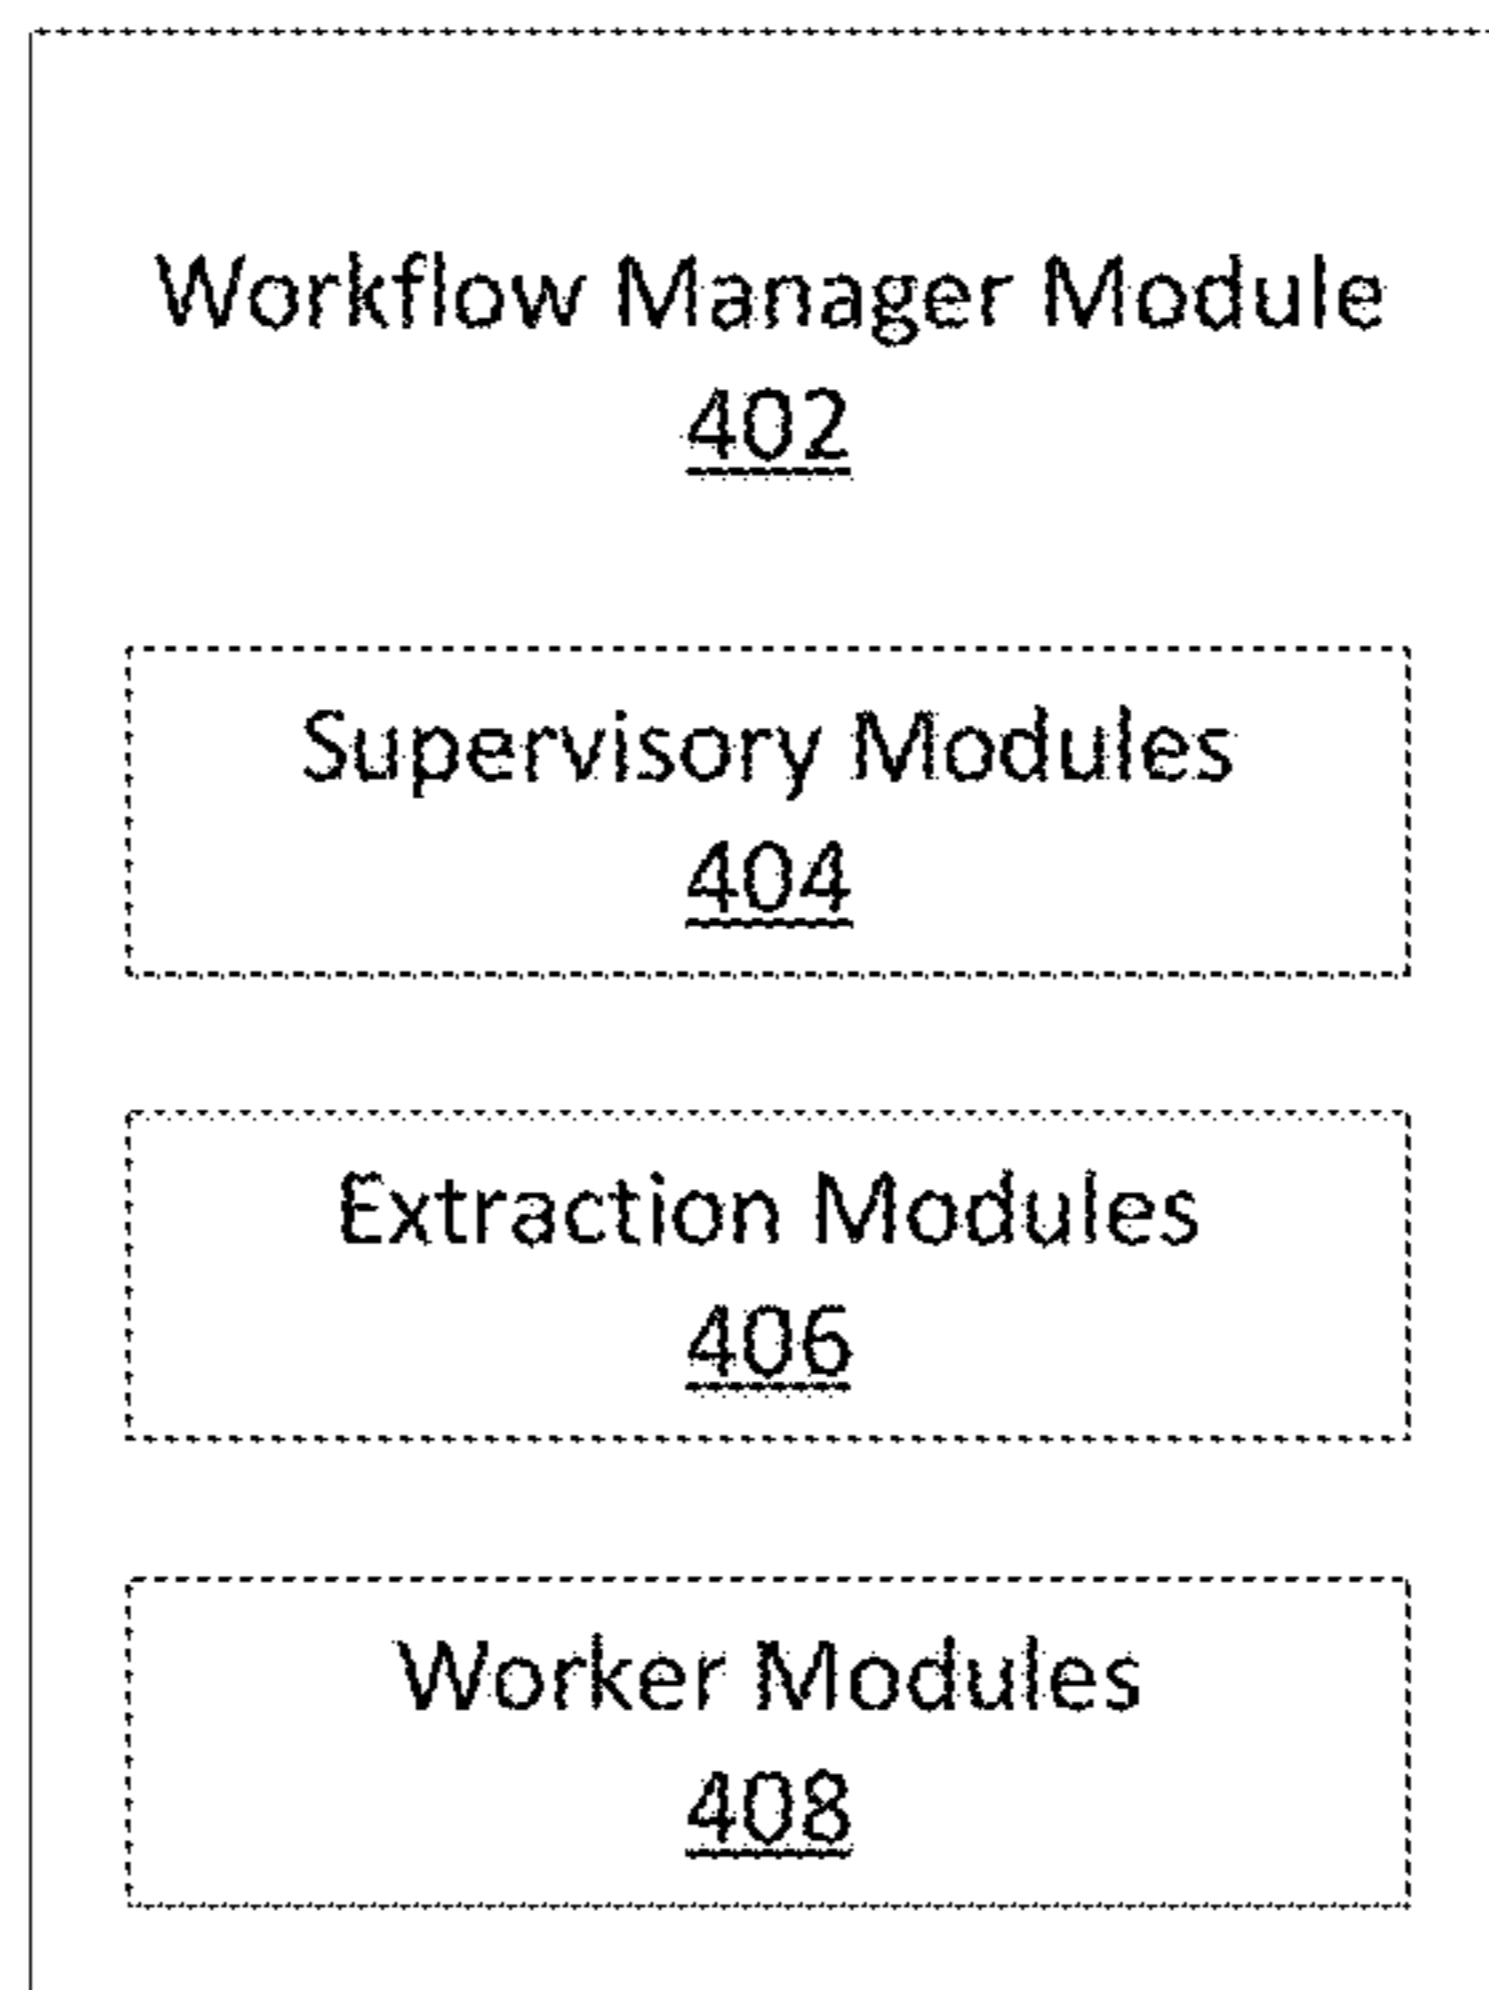 Workflow Manager Module
402
Supervisory Modules
404
Extraction Modules
406
Worker Modules
408